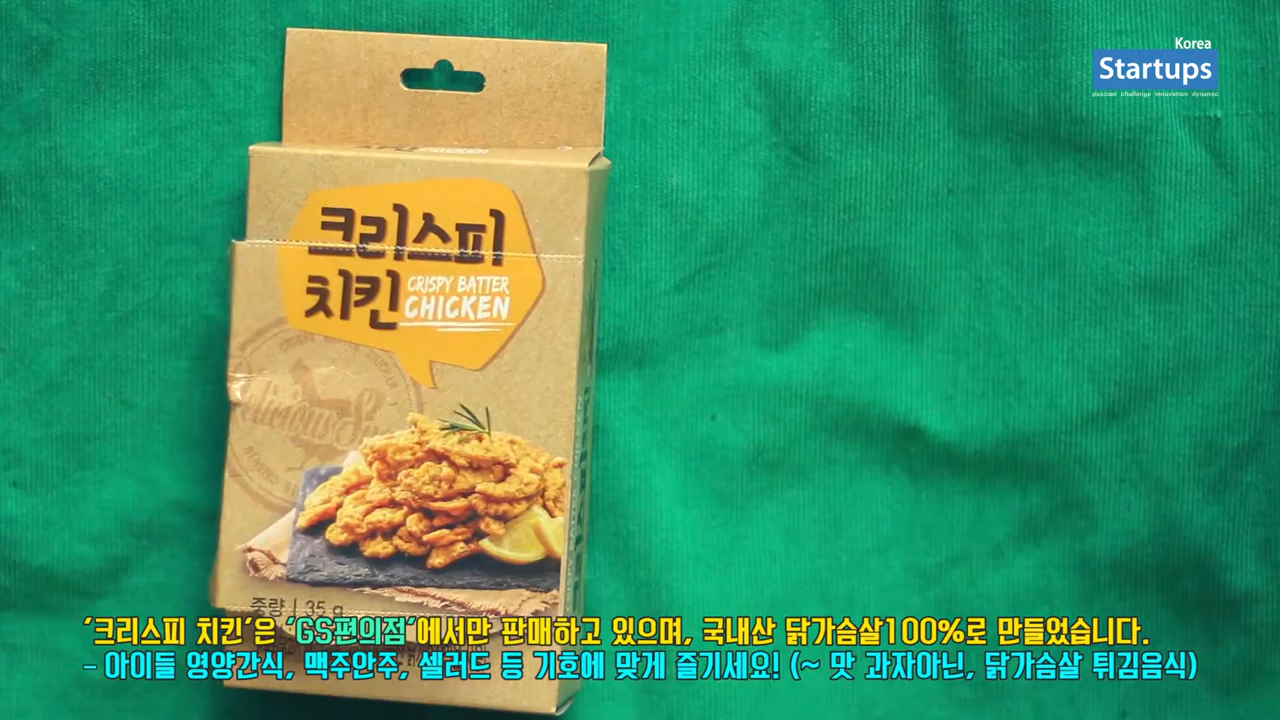 Korea
Startups
passion challenge innovation dynamic
크리스피
치킨 CRISPY BATTER
CHICKEN
중량 | 35 g
'크리스피 치킨'은 'GS편의점'에서만 판매하고 있으며, 국내산 닭가슴살100%로 만들었습니다.
- 아이들 영양간식, 맥주안주, 셀러드 등 기호에 맞게 즐기세요! (~ 맛 과자아닌, 닭가슴살 튀김음식)